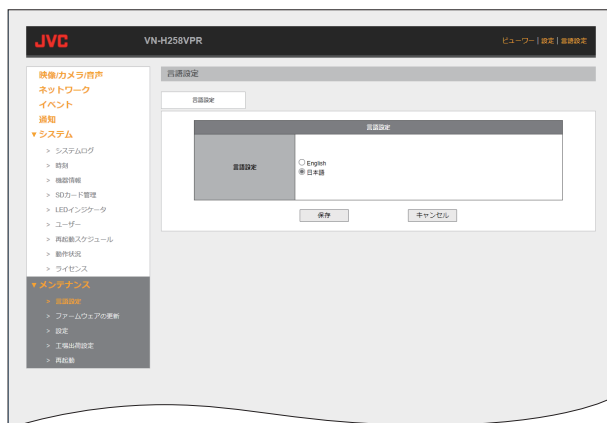 JVC
VN-H258VPR
ビューワー | 設定 | 言語設定
映像/カメラ/音声
ネットワーク
イベント
通知
▼システム
> システムログ
> 時刻
> 機器情報
> SDカード管理
> LEDインジケータ
> ユーザー
> 再起動スケジュール
> 動作状況
> ライセンス
▼メンテナンス
> 言語設定
> ファームウェアの更新
> 設定
> 工場出荷設定
> 再起動
言語設定
言語設定
言語設定
言語設定
English
日本語
保存
キャンセル